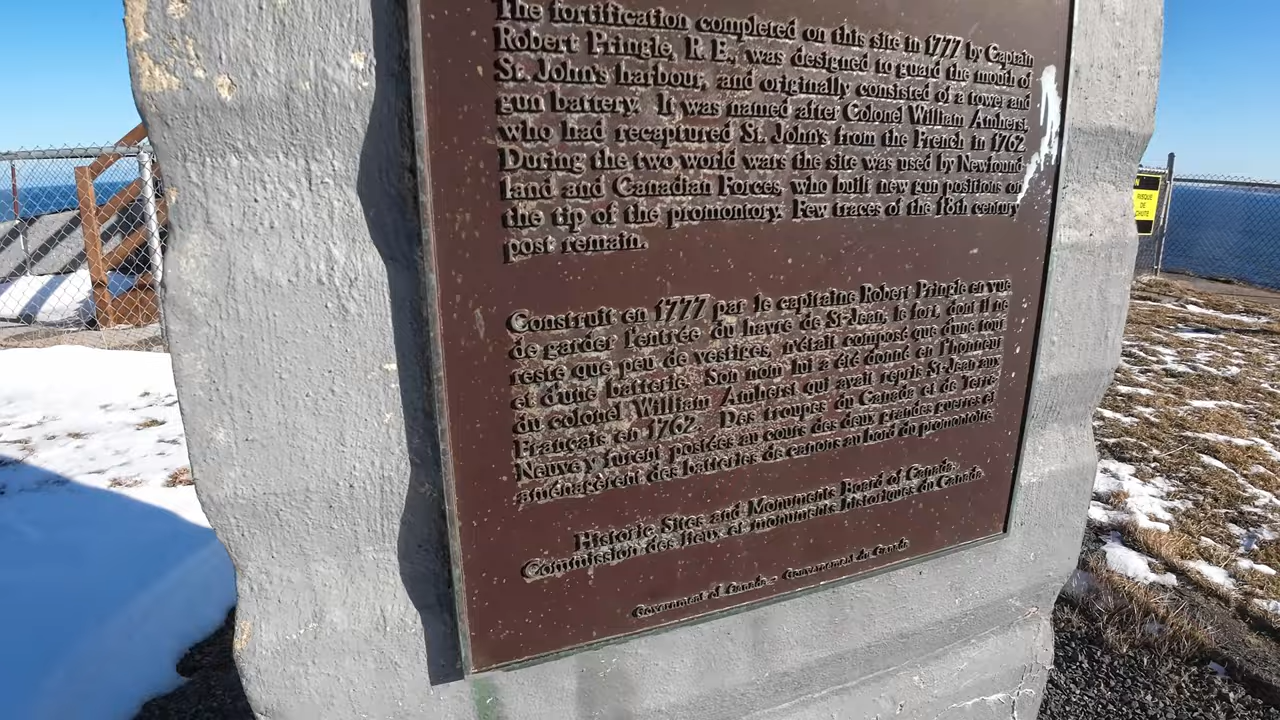 The fortification completed on this site in 1777 by Captain
Robert Pringle, R. E., was designed to guard the mouth of
St. John's harbour, and originally consisted of a tower and
gun battery. It was named after Colonel William Amherst,
who had recaptured St. John's from the French in 1762.
During the two world wars the site was used by Newfound
land and Canadian Forces, who built new gun positions on
the tip of the promontory. Few traces of the 18th century
post remain.
Construit en 1777 par le capitaine Robert Pringle en vue
de garder l'entrée du havre de St-Jean, le fort, dont il ne
reste que peu de vestiges, n'était composé que d'une tour
et d'une batterie. Son nom lui a été donné en l'honneur
du colonel William Amherst qui avait repris St-Jean aux
Français en 1762. Des troupes du Canada et de Terre-
Neuve y furent postées au cours des deux grandes guerres et
aménagèrent des batteries de canons au bord du promontoire.
Historic Sites and Monuments Board of Canada.
Commission des lieux et monuments historiques du Canada.
Government of Canada - Gouvernement du Canada
RISQUE
DE
CHUTE